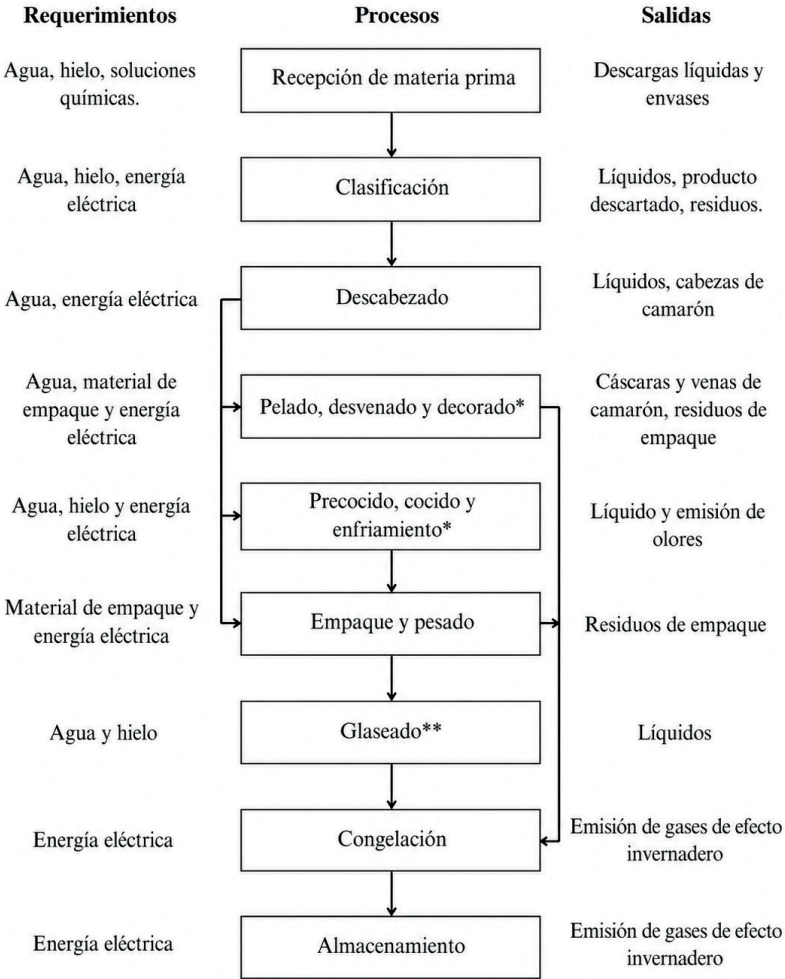 Requerimientos Procesos Salidas
Agua, hielo, soluciones
químicas.
Recepción de materia prima
Descargas líquidas y
envases
Agua, hielo, energía
eléctrica
Clasificación
Líquidos, producto
descartado, residuos.
Agua, energía eléctrica
Descabezado
Líquidos, cabezas de
camarón
Agua, material de
empaque y energía
eléctrica
Pelado, desvenado y decorado*
Cáscaras y venas de
camarón, residuos de
empaque
Agua, hielo y energía
eléctrica
Precocido, cocido y
enfriamiento*
Líquido y emisión de
olores
Material de empaque y
energía eléctrica
Empaque y pesado
Residuos de empaque
Agua y hielo
Glaseado**
Líquidos
Energía eléctrica
Congelación
Emisión de gases de efecto
invernadero
Energía eléctrica
Almacenamiento
Emisión de gases de efecto
invernadero